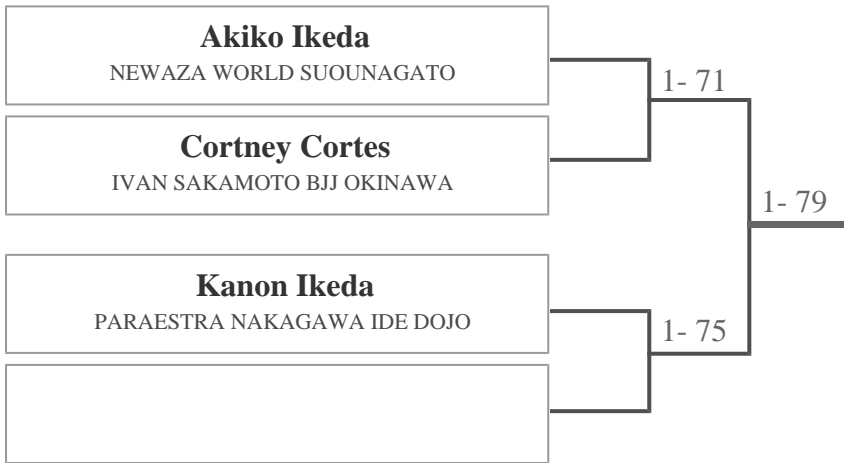 Akiko Ikeda
NEWAZA WORLD SUOUNAGATO
1- 71
Cortney Cortes
IVAN SAKAMOTO BJJ OKINAWA
1- 79
Kanon Ikeda
PARAESTRA NAKAGAWA IDE DOJO
1- 75